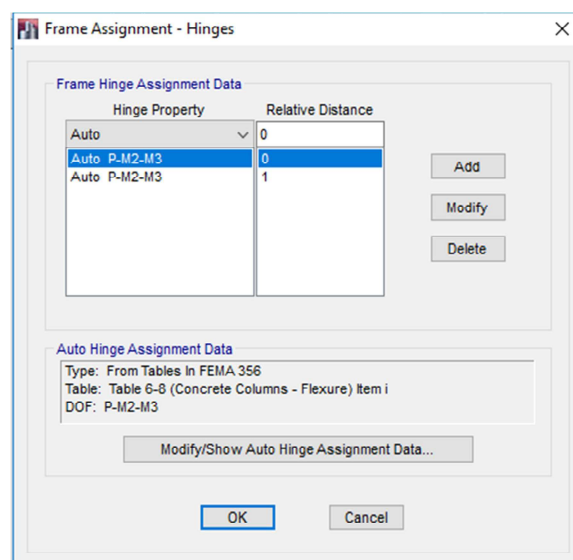 Frame Assignment - Hinges
Frame Hinge Assignment Data
Hinge Property Relative Distance
Auto 0
Auto P-M2-M3 0
Auto P-M2-M3 1
Add
Modify
Delete
Auto Hinge Assignment Data
Type: From Tables In FEMA 356
Table: Table 6-8 (Concrete Columns - Flexure) Item i
DOF: P-M2-M3
Modify/Show Auto Hinge Assignment Data...
OK Cancel